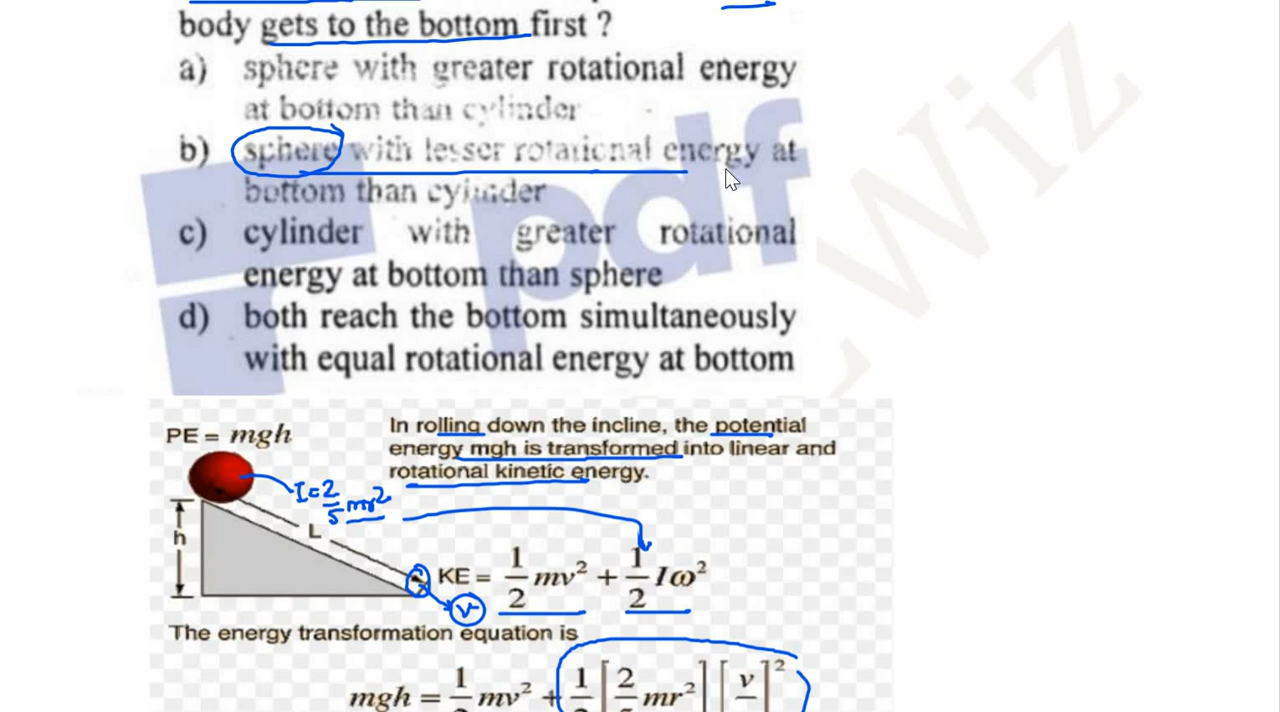 body gets to the bottom first ?
a) sphere with greater rotational energy
at bottom than cylinder
b) sphere with lesser rotational energy at
bottom than cylinder
c) cylinder with greater rotational
energy at bottom than sphere
d) both reach the bottom simultaneously
with equal rotational energy at bottom
pdf
Wiz
PE = mgh
In rolling down the incline, the potential
energy mgh is transformed into linear and
rotational kinetic energy.
I = 2/5 mr²
h
L
KE = 1/2 mv² + 1/2 Iω²
v
The energy transformation equation is
mgh = 1/2 mv² + 1 [2 mr²] [v]²